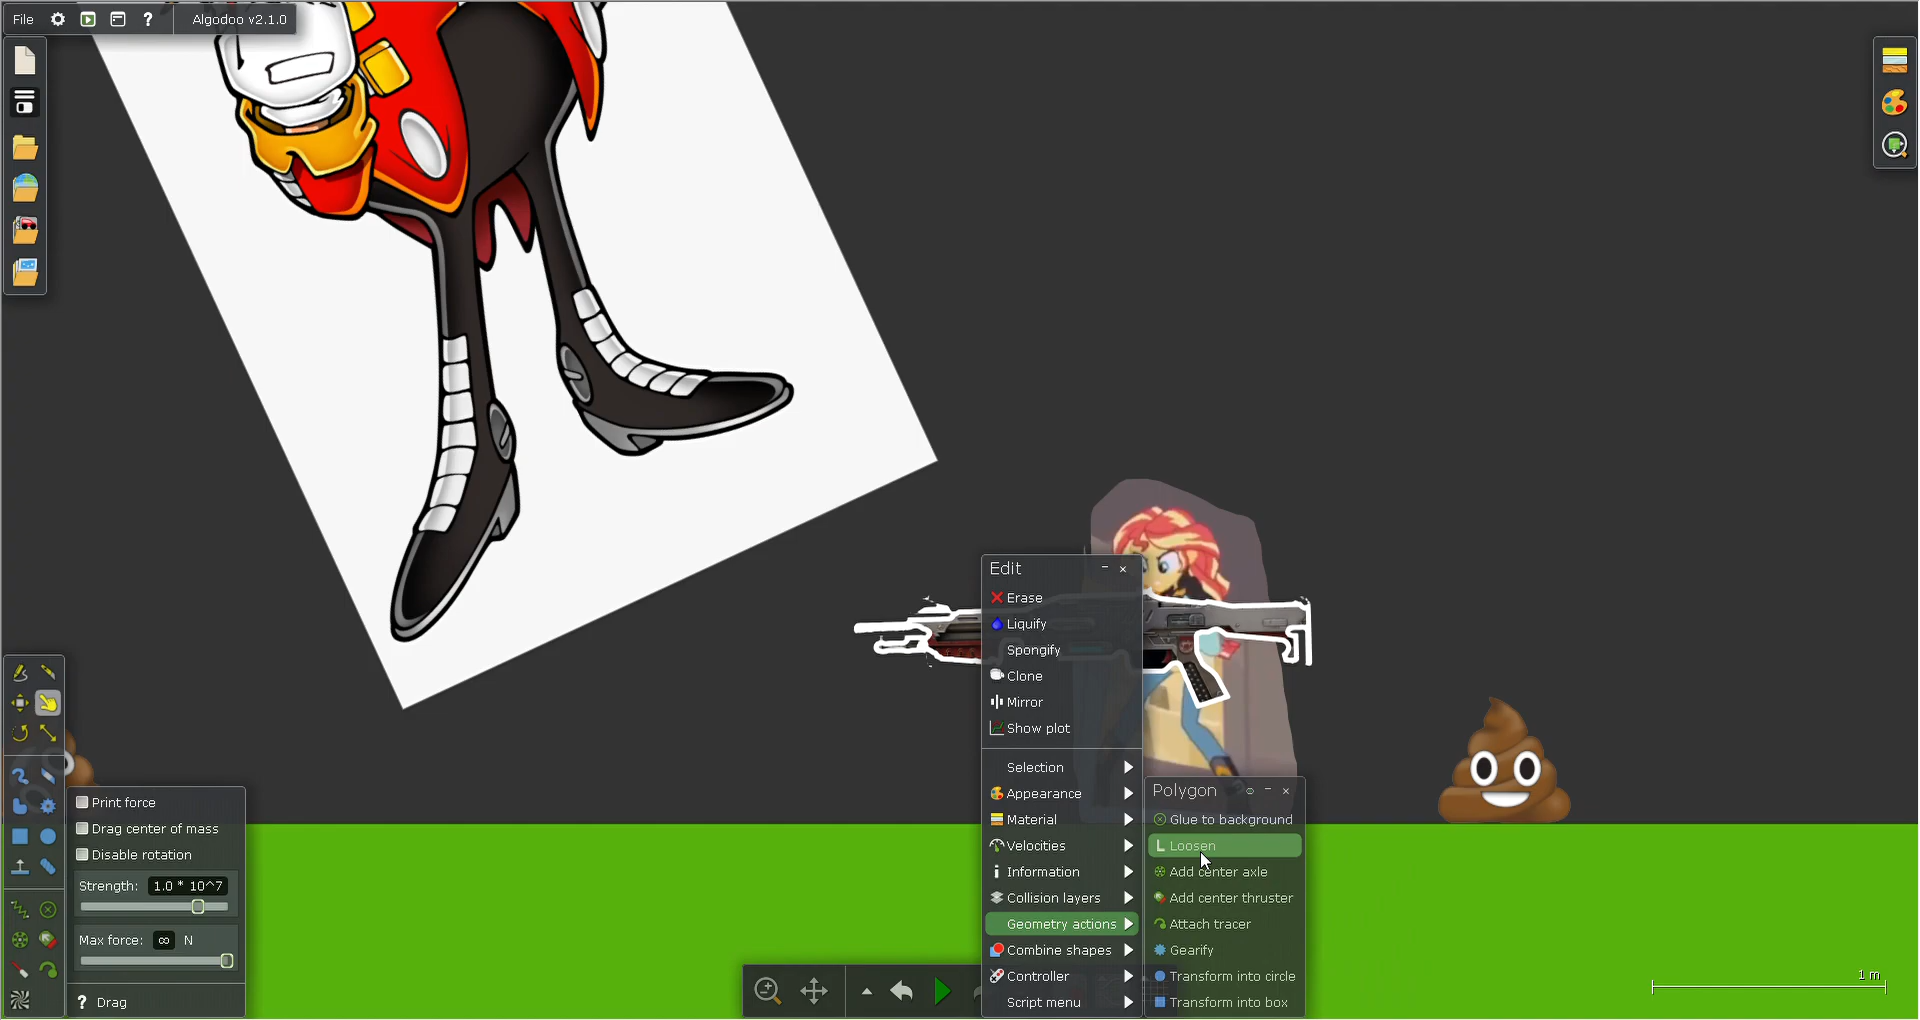 File ? Algodoo v2.1.0
Edit
Erase
Liquify
Spongify
Clone
Mirror
Show plot
Selection
Appearance
Material
Velocities
Information
Collision layers
Geometry actions
Combine shapes
Controller
Script menu
Polygon
Glue to background
Loosen
Add center axle
Add center thruster
Attach tracer
Gearify
Transform into circle
Transform into box
Print force
Drag center of mass
Disable rotation
Strength: 1.0 * 10^7
Max force: ∞ N
? Drag
1 m